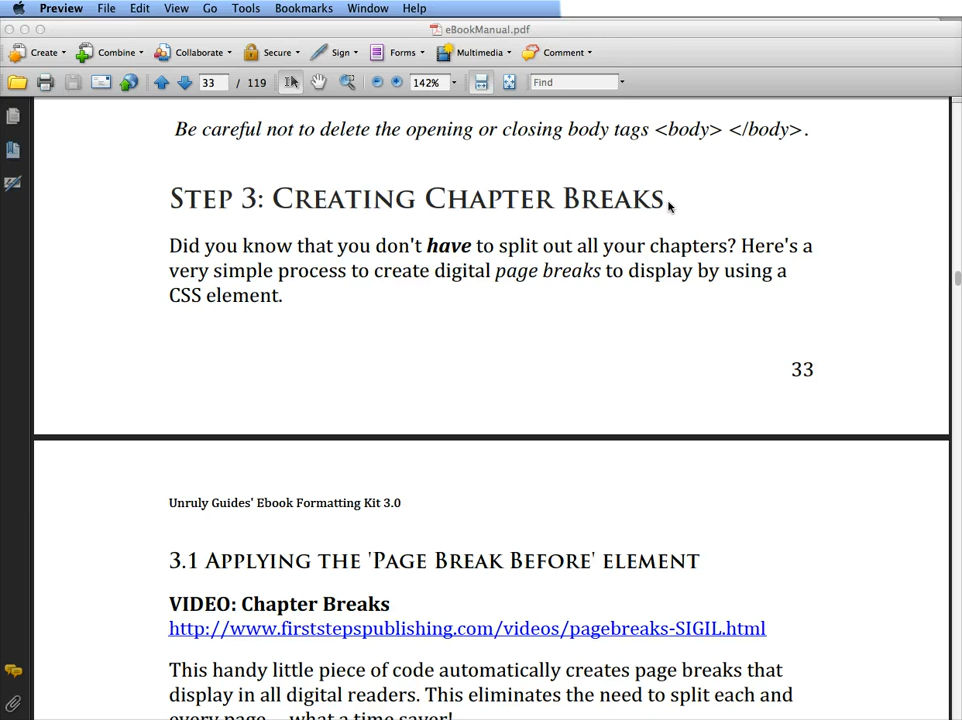 Preview File Edit View Go Tools Bookmarks Window Help
eBookManual.pdf
Create Combine Collaborate Secure Sign Forms Multimedia Comment
33 / 119 142% Find
Be careful not to delete the opening or closing body tags <body> </body>.
Step 3: Creating Chapter Breaks
Did you know that you don't have to split out all your chapters? Here's a
very simple process to create digital page breaks to display by using a
CSS element.
33
Unruly Guides' Ebook Formatting Kit 3.0
3.1 Applying the 'Page Break Before' element
VIDEO: Chapter Breaks
http://www.firststepspublishing.com/videos/pagebreaks-SIGIL.html
This handy little piece of code automatically creates page breaks that
display in all digital readers. This eliminates the need to split each and
every page... what a time saver!